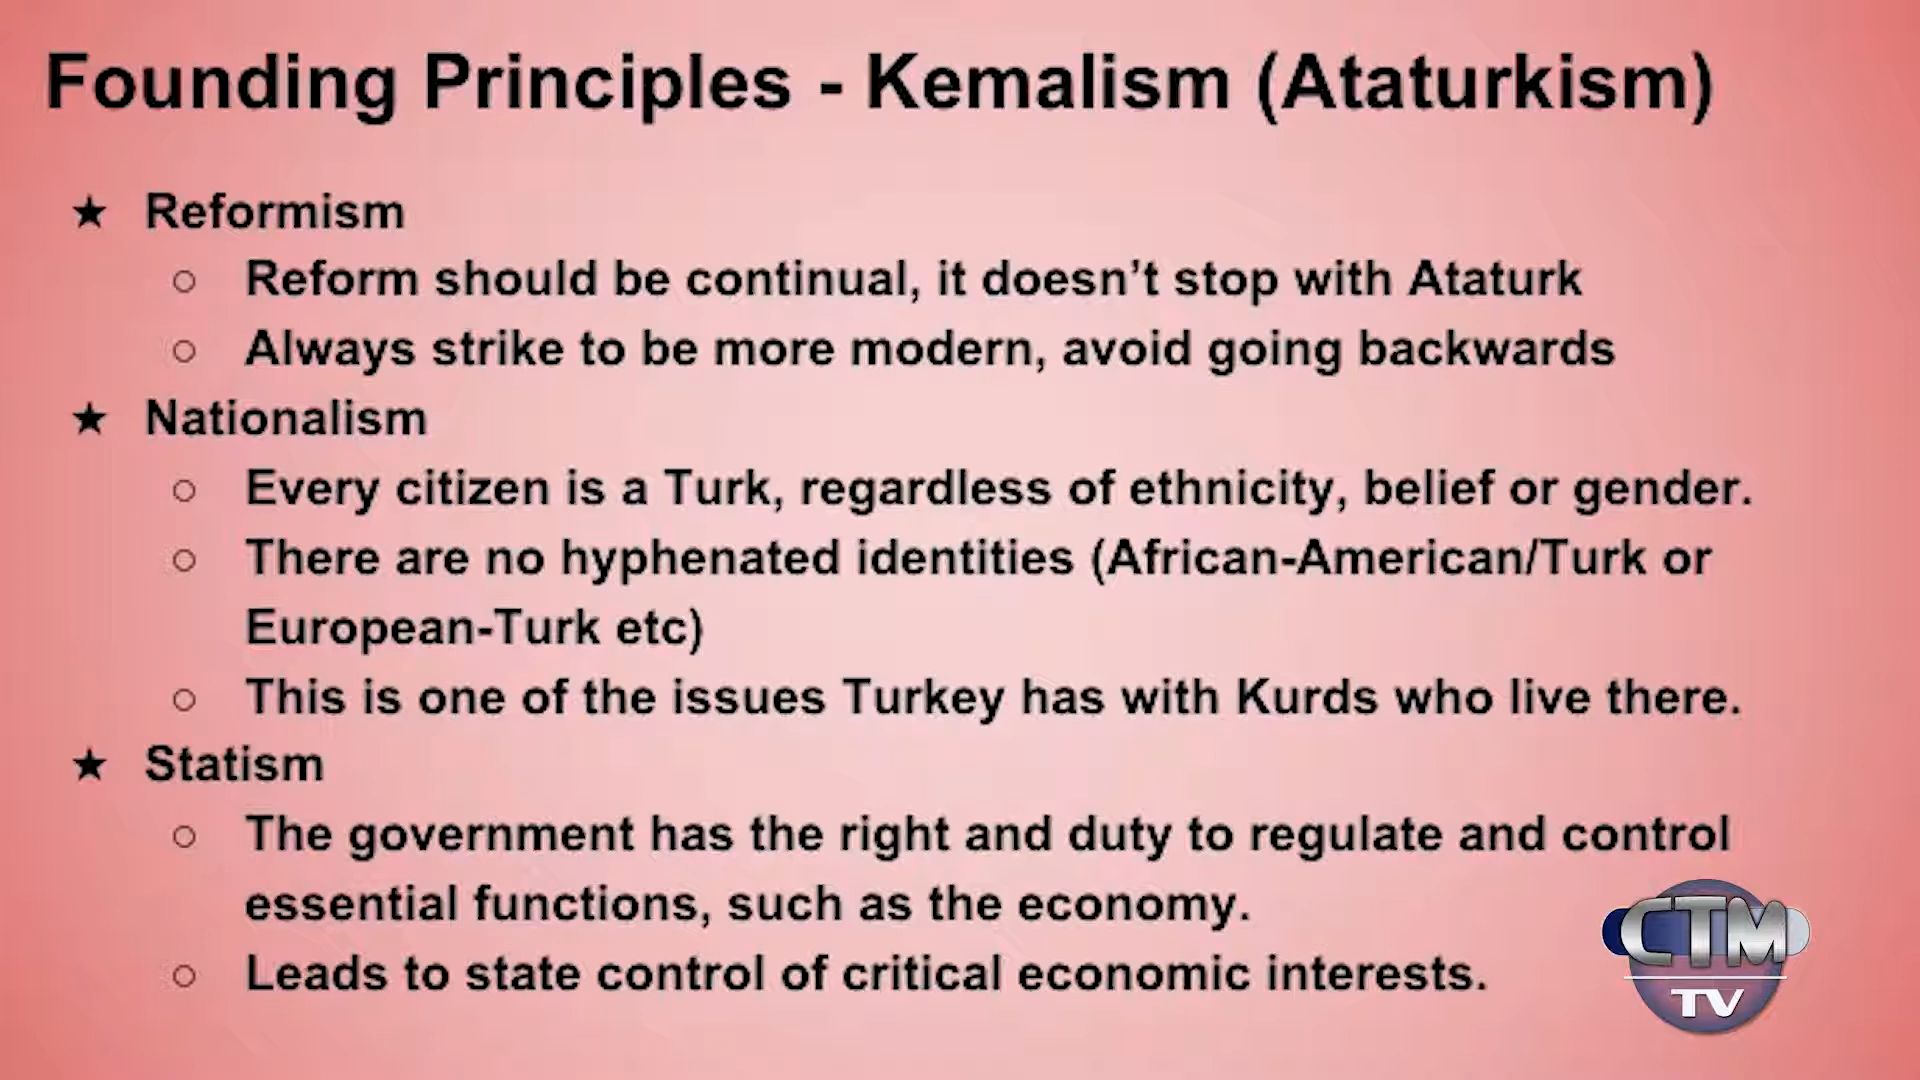 Founding Principles - Kemalism (Ataturkism)
★ Reformism
○ Reform should be continual, it doesn't stop with Ataturk
○ Always strike to be more modern, avoid going backwards
★ Nationalism
○ Every citizen is a Turk, regardless of ethnicity, belief or gender.
○ There are no hyphenated identities (African-American/Turk or
European-Turk etc)
○ This is one of the issues Turkey has with Kurds who live there.
★ Statism
○ The government has the right and duty to regulate and control
essential functions, such as the economy.
○ Leads to state control of critical economic interests.
CTM
TV